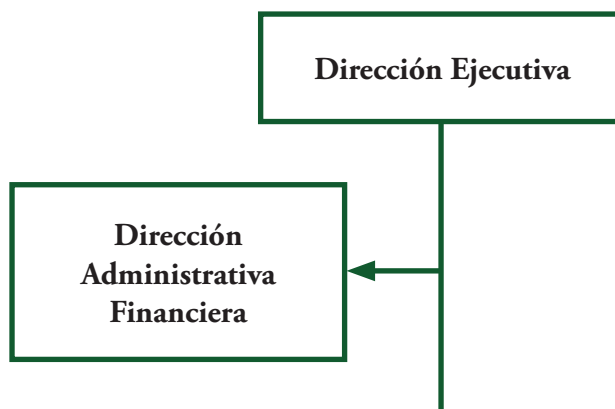 Dirección Ejecutiva
Dirección
Administrativa
Financiera